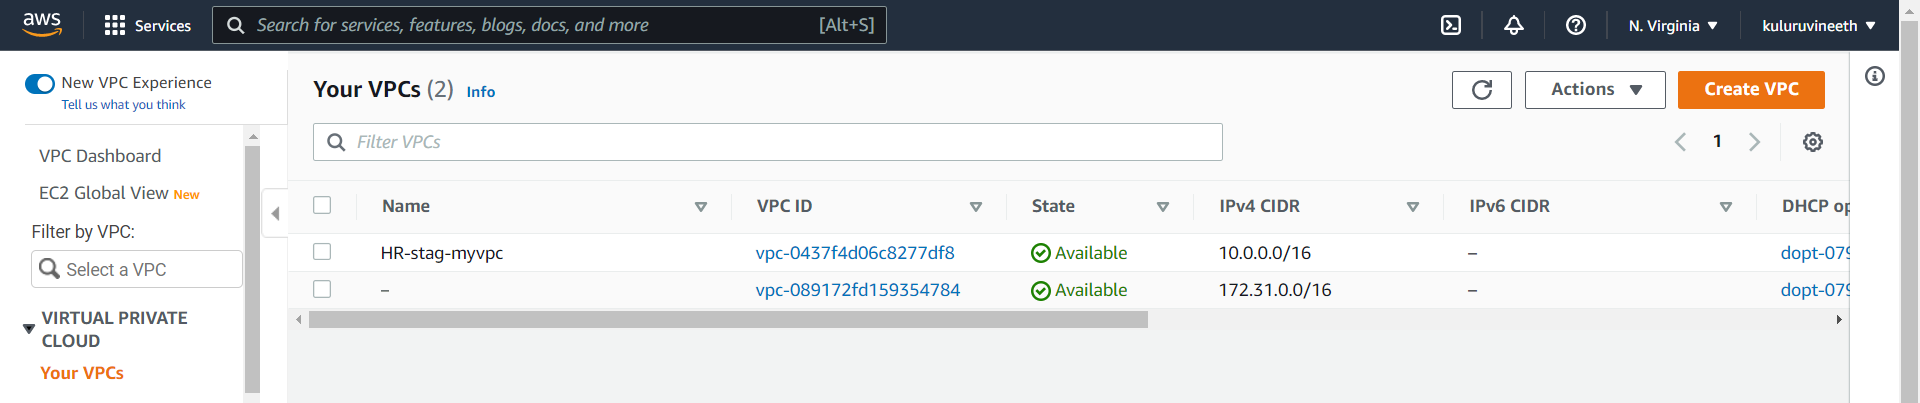 aws Services Search for services, features, blogs, docs, and more [Alt+S] N. Virginia kuluruvineeth
New VPC Experience
Tell us what you think
VPC Dashboard
EC2 Global View New
Filter by VPC:
Select a VPC
VIRTUAL PRIVATE
CLOUD
Your VPCs
Your VPCs (2) Info Actions Create VPC
Filter VPCs 1
Name VPC ID State IPv4 CIDR IPv6 CIDR DHCP op
HR-stag-myvpc vpc-0437f4d06c8277df8 Available 10.0.0.0/16 – dopt-079
– vpc-089172fd159354784 Available 172.31.0.0/16 – dopt-079